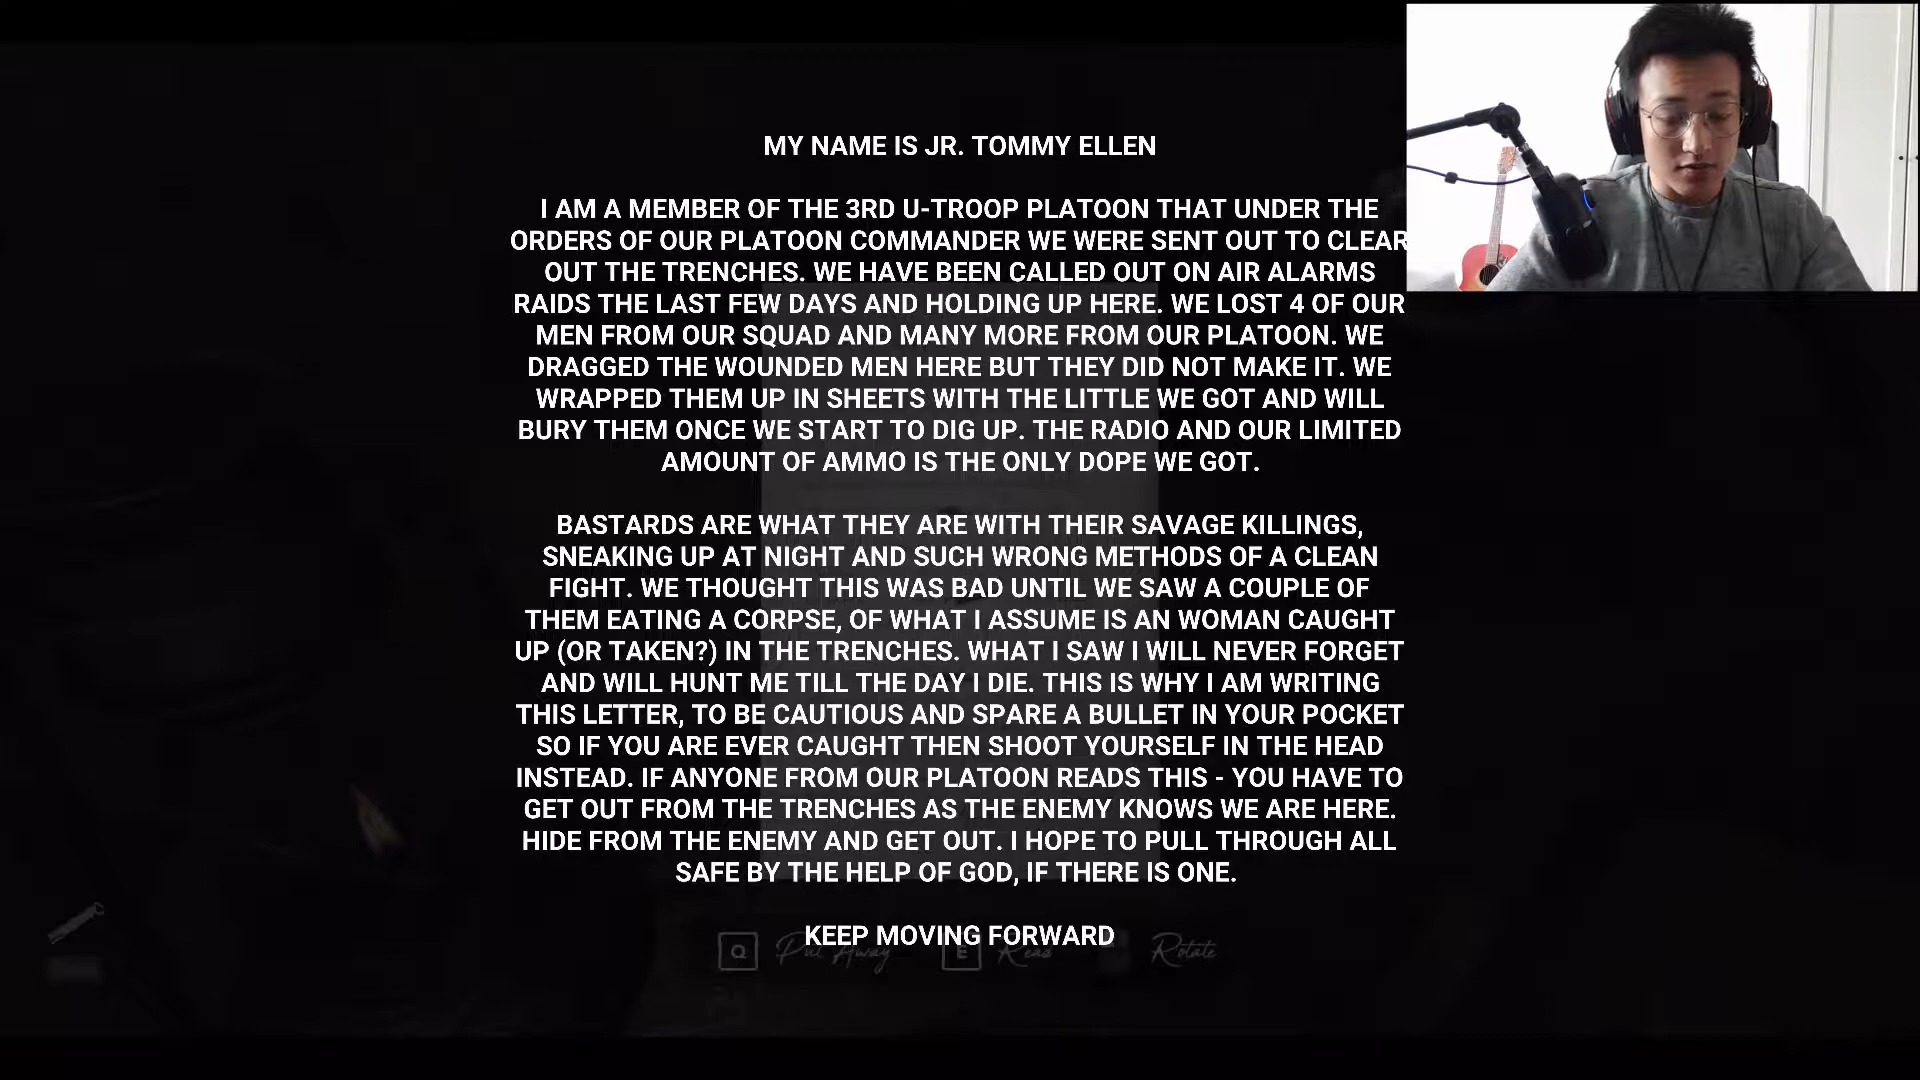 MY NAME IS JR. TOMMY ELLEN
I AM A MEMBER OF THE 3RD U-TROOP PLATOON THAT UNDER THE
ORDERS OF OUR PLATOON COMMANDER WE WERE SENT OUT TO CLEAR
OUT THE TRENCHES. WE HAVE BEEN CALLED OUT ON AIR ALARMS
RAIDS THE LAST FEW DAYS AND HOLDING UP HERE. WE LOST 4 OF OUR
MEN FROM OUR SQUAD AND MANY MORE FROM OUR PLATOON. WE
DRAGGED THE WOUNDED MEN HERE BUT THEY DID NOT MAKE IT. WE
WRAPPED THEM UP IN SHEETS WITH THE LITTLE WE GOT AND WILL
BURY THEM ONCE WE START TO DIG UP. THE RADIO AND OUR LIMITED
AMOUNT OF AMMO IS THE ONLY DOPE WE GOT.
BASTARDS ARE WHAT THEY ARE WITH THEIR SAVAGE KILLINGS,
SNEAKING UP AT NIGHT AND SUCH WRONG METHODS OF A CLEAN
FIGHT. WE THOUGHT THIS WAS BAD UNTIL WE SAW A COUPLE OF
THEM EATING A CORPSE, OF WHAT I ASSUME IS AN WOMAN CAUGHT
UP (OR TAKEN?) IN THE TRENCHES. WHAT I SAW I WILL NEVER FORGET
AND WILL HUNT ME TILL THE DAY I DIE. THIS IS WHY I AM WRITING
THIS LETTER, TO BE CAUTIOUS AND SPARE A BULLET IN YOUR POCKET
SO IF YOU ARE EVER CAUGHT THEN SHOOT YOURSELF IN THE HEAD
INSTEAD. IF ANYONE FROM OUR PLATOON READS THIS - YOU HAVE TO
GET OUT FROM THE TRENCHES AS THE ENEMY KNOWS WE ARE HERE.
HIDE FROM THE ENEMY AND GET OUT. I HOPE TO PULL THROUGH ALL
SAFE BY THE HELP OF GOD, IF THERE IS ONE.
KEEP MOVING FORWARD
Q Put Away E Read Rotate